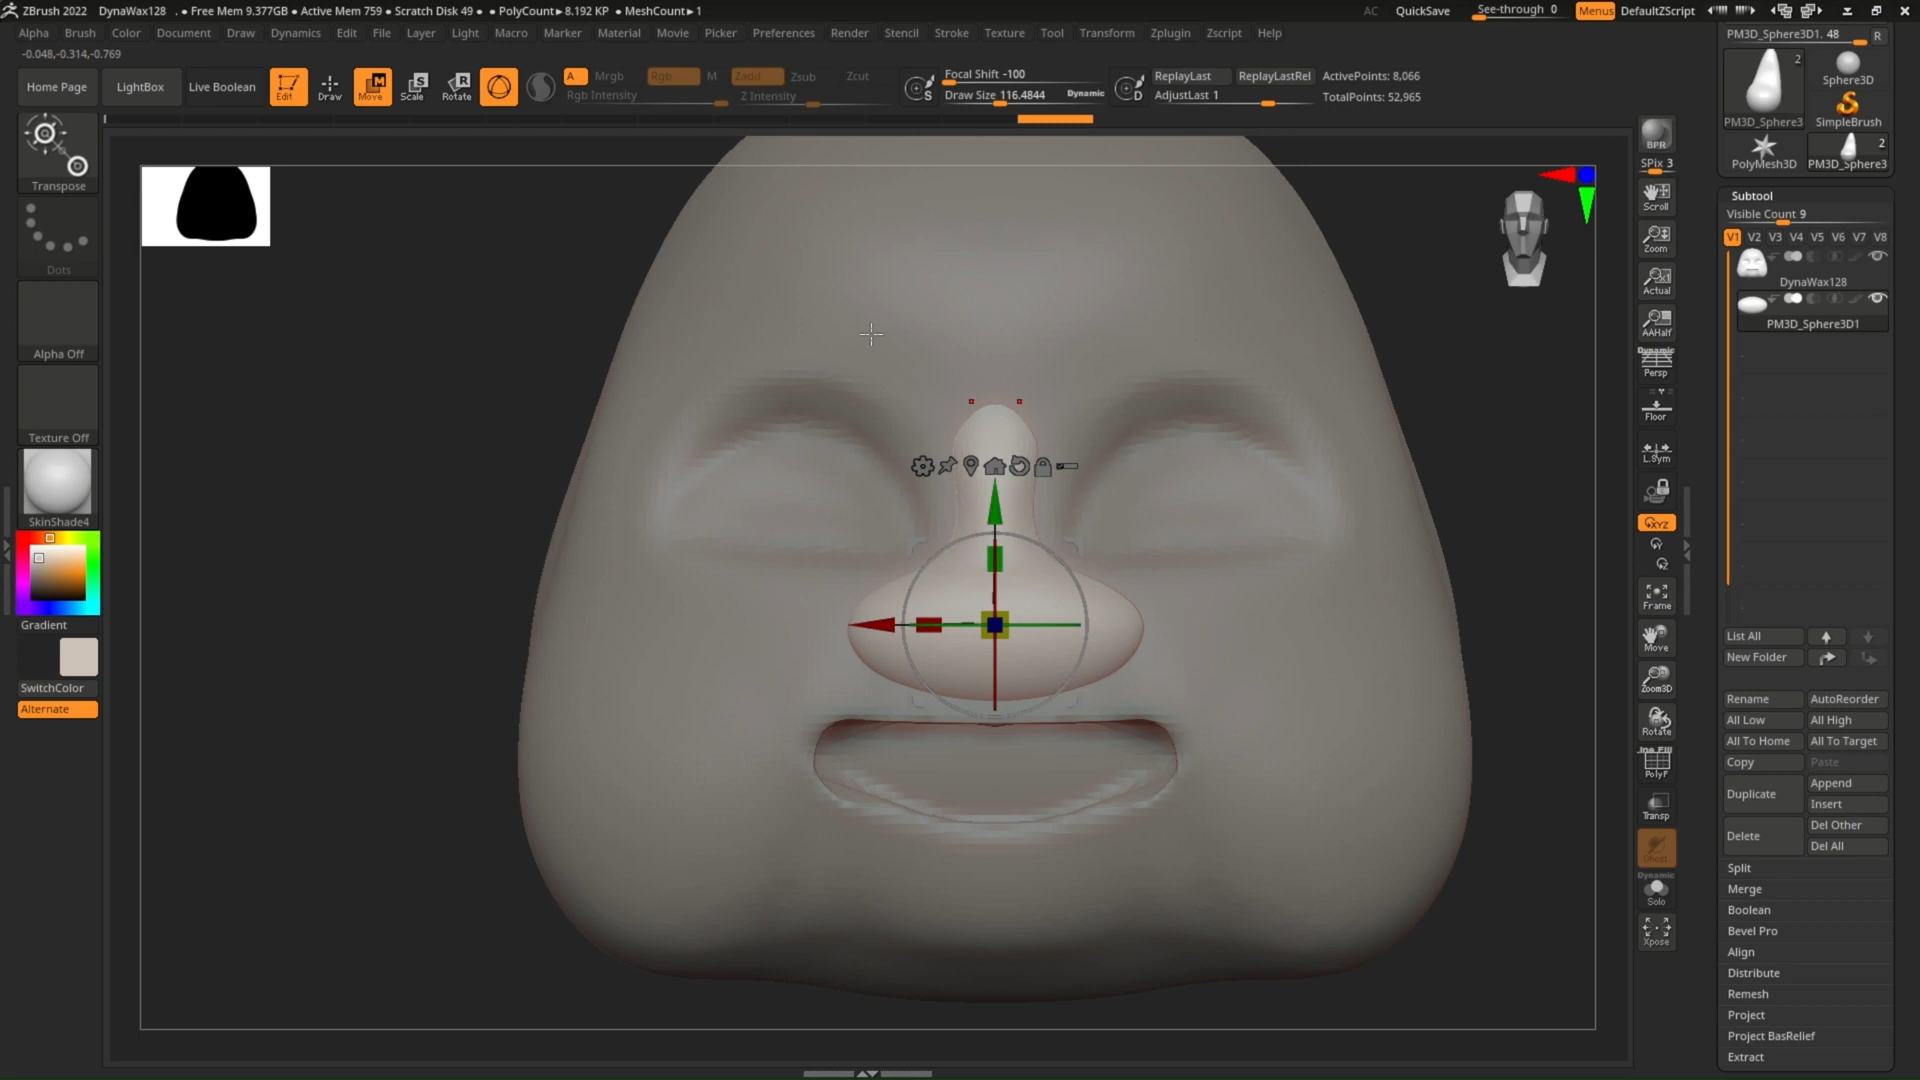 ZBrush 2022 DynaWax128 . ● Free Mem 9.377GB ● Active Mem 759 ● Scratch Disk 49 ● ● PolyCount▸ 8.192 KP ● MeshCount▸ 1
AC QuickSave See-through 0 Menus DefaultZScript
Alpha Brush Color Document Draw Dynamics Edit File Layer Light Macro Marker Material Movie Picker Preferences Render Stencil Stroke Texture Tool Transform Zplugin Zscript Help
-0.048,-0.314,-0.769
Home Page LightBox Live Boolean Edit Draw Move Scale Rotate
M S R
A Mrgb Rgb M Zadd Zsub Zcut
Rgb Intensity Z Intensity
S Focal Shift -100
Draw Size 116.4844 Dynamic
D ReplayLast ReplayLastRel ActivePoints: 8,066
AdjustLast 1 TotalPoints: 52,965
Transpose
Dots
Alpha Off
Texture Off
SkinShade4
Gradient
SwitchColor
Alternate
BPR
SPix 3
Scroll
Zoom
Actual
AAHalf
Dynamic
Persp
Floor
L.Sym
XYZ
Y
Z
Frame
Move
Zoom3D
Rotate
Line Fill
PolyF
Transp
Ghost
Dynamic
Solo
Xpose
PM3D_Sphere3D1. 48 R
2
PM3D_Sphere3
Sphere3D
SimpleBrush
PolyMesh3D
2
PM3D_Sphere3
Subtool
Visible Count 9
V1 V2 V3 V4 V5 V6 V7 V8
DynaWax128
PM3D_Sphere3D1
List All
New Folder
Rename AutoReorder
All Low All High
All To Home All To Target
Copy Paste
Duplicate Append
Insert
Delete Del Other
Del All
Split
Merge
Boolean
Bevel Pro
Align
Distribute
Remesh
Project
Project BasRelief
Extract